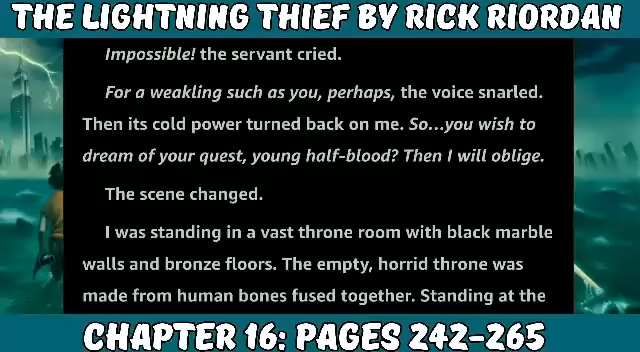 THE LIGHTNING THIEF BY RICK RIORDAN
Impossible! the servant cried.
For a weakling such as you, perhaps, the voice snarled.
Then its cold power turned back on me. So...you wish to
dream of your quest, young half-blood? Then I will oblige.
The scene changed.
I was standing in a vast throne room with black marble
walls and bronze floors. The empty, horrid throne was
made from human bones fused together. Standing at the
CHAPTER 16: PAGES 242-265